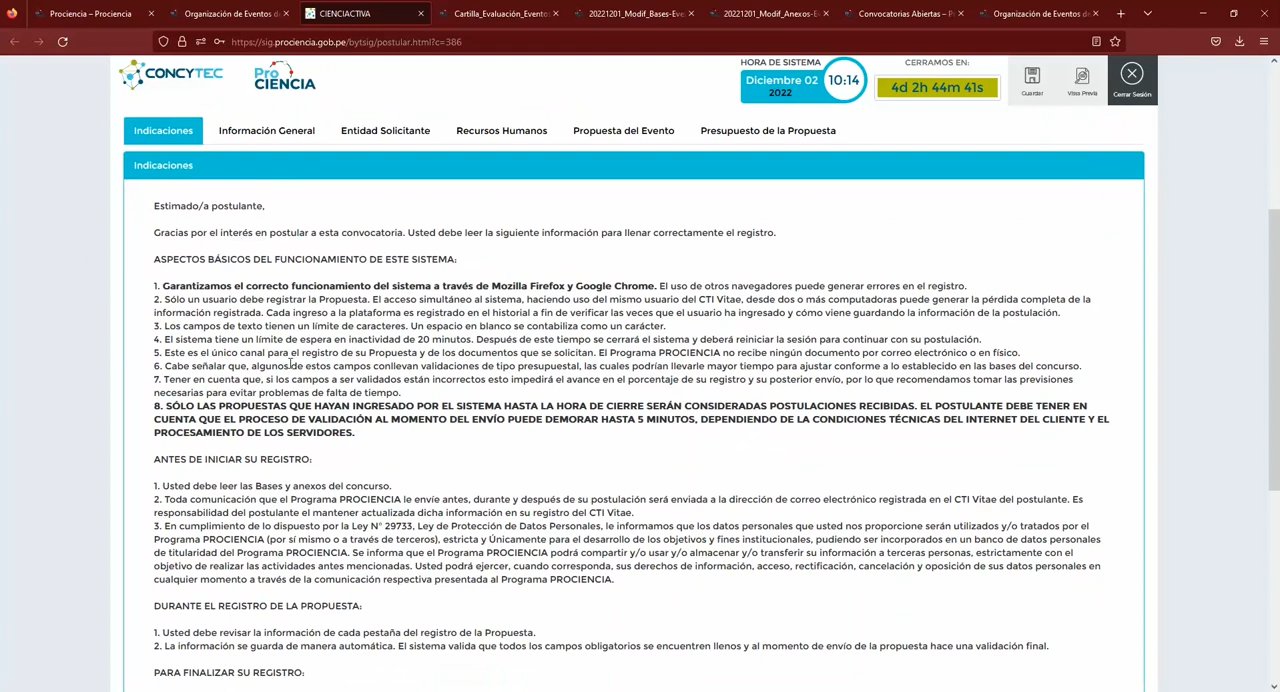 Prociencia – Prociencia
Organización de Eventos de
CIENCIACTIVA
Cartilla_Evaluación_Eventos
20221201_Modif_Bases-Eve
20221201_Modif_Anexos-E
Convocatorias Abiertas – P
Organización de Eventos de
https://sig.prociencia.gob.pe/bytsig/postular.html?c=386
CONCYTEC
Pro CIENCIA
HORA DE SISTEMA
Diciembre 02
2022
10:14
CERRAMOS EN:
4d 2h 44m 41s
Guardar
Vista Previa
Cerrar Sesión
Indicaciones
Información General
Entidad Solicitante
Recursos Humanos
Propuesta del Evento
Presupuesto de la Propuesta
Indicaciones
Estimado/a postulante,
Gracias por el interés en postular a esta convocatoria. Usted debe leer la siguiente información para llenar correctamente el registro.
ASPECTOS BÁSICOS DEL FUNCIONAMIENTO DE ESTE SISTEMA:
1. Garantizamos el correcto funcionamiento del sistema a través de Mozilla Firefox y Google Chrome. El uso de otros navegadores puede generar errores en el registro.
2. Sólo un usuario debe registrar la Propuesta. El acceso simultáneo al sistema, haciendo uso del mismo usuario del CTI Vitae, desde dos o más computadoras puede generar la pérdida completa de la
información registrada. Cada ingreso a la plataforma es registrado en el historial a fin de verificar las veces que el usuario ha ingresado y cómo viene guardando la información de la postulación.
3. Los campos de texto tienen un límite de caracteres. Un espacio en blanco se contabiliza como un carácter.
4. El sistema tiene un límite de espera en inactividad de 20 minutos. Después de este tiempo se cerrará el sistema y deberá reiniciar la sesión para continuar con su postulación.
5. Este es el único canal para el registro de su Propuesta y de los documentos que se solicitan. El Programa PROCIENCIA no recibe ningún documento por correo electrónico o en físico.
6. Cabe señalar que, algunos de estos campos conllevan validaciones de tipo presupuestal, las cuales podrían llevarle mayor tiempo para ajustar conforme a lo establecido en las bases del concurso.
7. Tener en cuenta que, si los campos a ser validados están incorrectos esto impedirá el avance en el porcentaje de su registro y su posterior envío, por lo que recomendamos tomar las previsiones
necesarias para evitar problemas de falta de tiempo.
8. SÓLO LAS PROPUESTAS QUE HAYAN INGRESADO POR EL SISTEMA HASTA LA HORA DE CIERRE SERÁN CONSIDERADAS POSTULACIONES RECIBIDAS. EL POSTULANTE DEBE TENER EN
CUENTA QUE EL PROCESO DE VALIDACIÓN AL MOMENTO DEL ENVÍO PUEDE DEMORAR HASTA 5 MINUTOS, DEPENDIENDO DE LA CONDICIONES TÉCNICAS DEL INTERNET DEL CLIENTE Y EL
PROCESAMIENTO DE LOS SERVIDORES.
ANTES DE INICIAR SU REGISTRO:
1. Usted debe leer las Bases y anexos del concurso.
2. Toda comunicación que el Programa PROCIENCIA le envíe antes, durante y después de su postulación será enviada a la dirección de correo electrónico registrada en el CTI Vitae del postulante. Es
responsabilidad del postulante el mantener actualizada dicha información en su registro del CTI Vitae.
3. En cumplimiento de lo dispuesto por la Ley N° 29733, Ley de Protección de Datos Personales, le informamos que los datos personales que usted nos proporcione serán utilizados y/o tratados por el
Programa PROCIENCIA (por sí mismo o a través de terceros), estricta y Únicamente para el desarrollo de los objetivos y fines institucionales, pudiendo ser incorporados en un banco de datos personales
de titularidad del Programa PROCIENCIA. Se informa que el Programa PROCIENCIA podrá compartir y/o usar y/o almacenar y/o transferir su información a terceras personas, estrictamente con el
objetivo de realizar las actividades antes mencionadas. Usted podrá ejercer, cuando corresponda, sus derechos de información, acceso, rectificación, cancelación y oposición de sus datos personales en
cualquier momento a través de la comunicación respectiva presentada al Programa PROCIENCIA.
DURANTE EL REGISTRO DE LA PROPUESTA:
1. Usted debe revisar la información de cada pestaña del registro de la Propuesta.
2. La información se guarda de manera automática. El sistema valida que todos los campos obligatorios se encuentren llenos y al momento de envío de la propuesta hace una validación final.
PARA FINALIZAR SU REGISTRO: